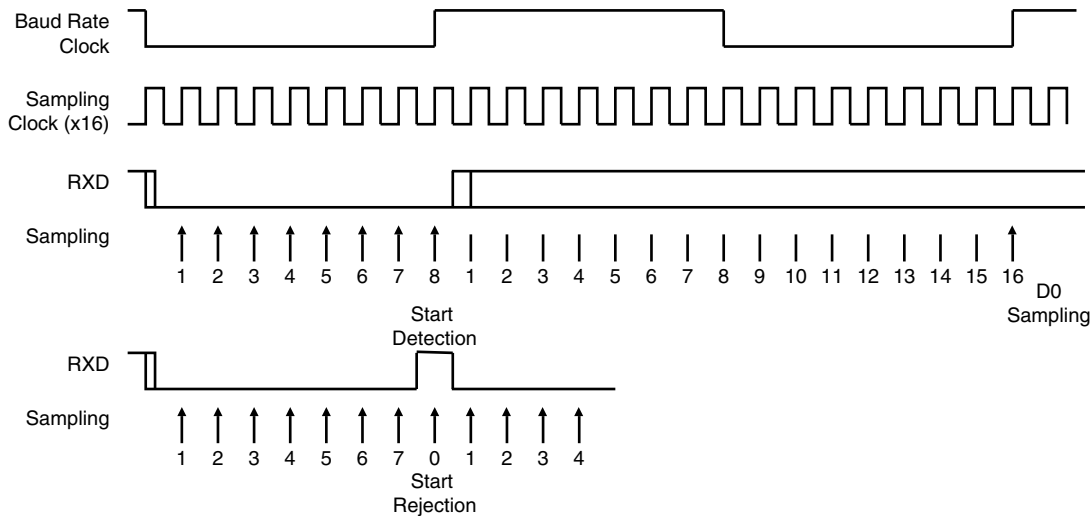 Baud Rate
Clock
Sampling
Clock (x16)
RXD
Sampling
1 2 3 4 5 6 7 8 1 2 3 4 5 6 7 8 9 10 11 12 13 14 15 16
D0
Sampling
Start
Detection
RXD
Sampling
1 2 3 4 5 6 7 0 1 2 3 4
Start
Rejection